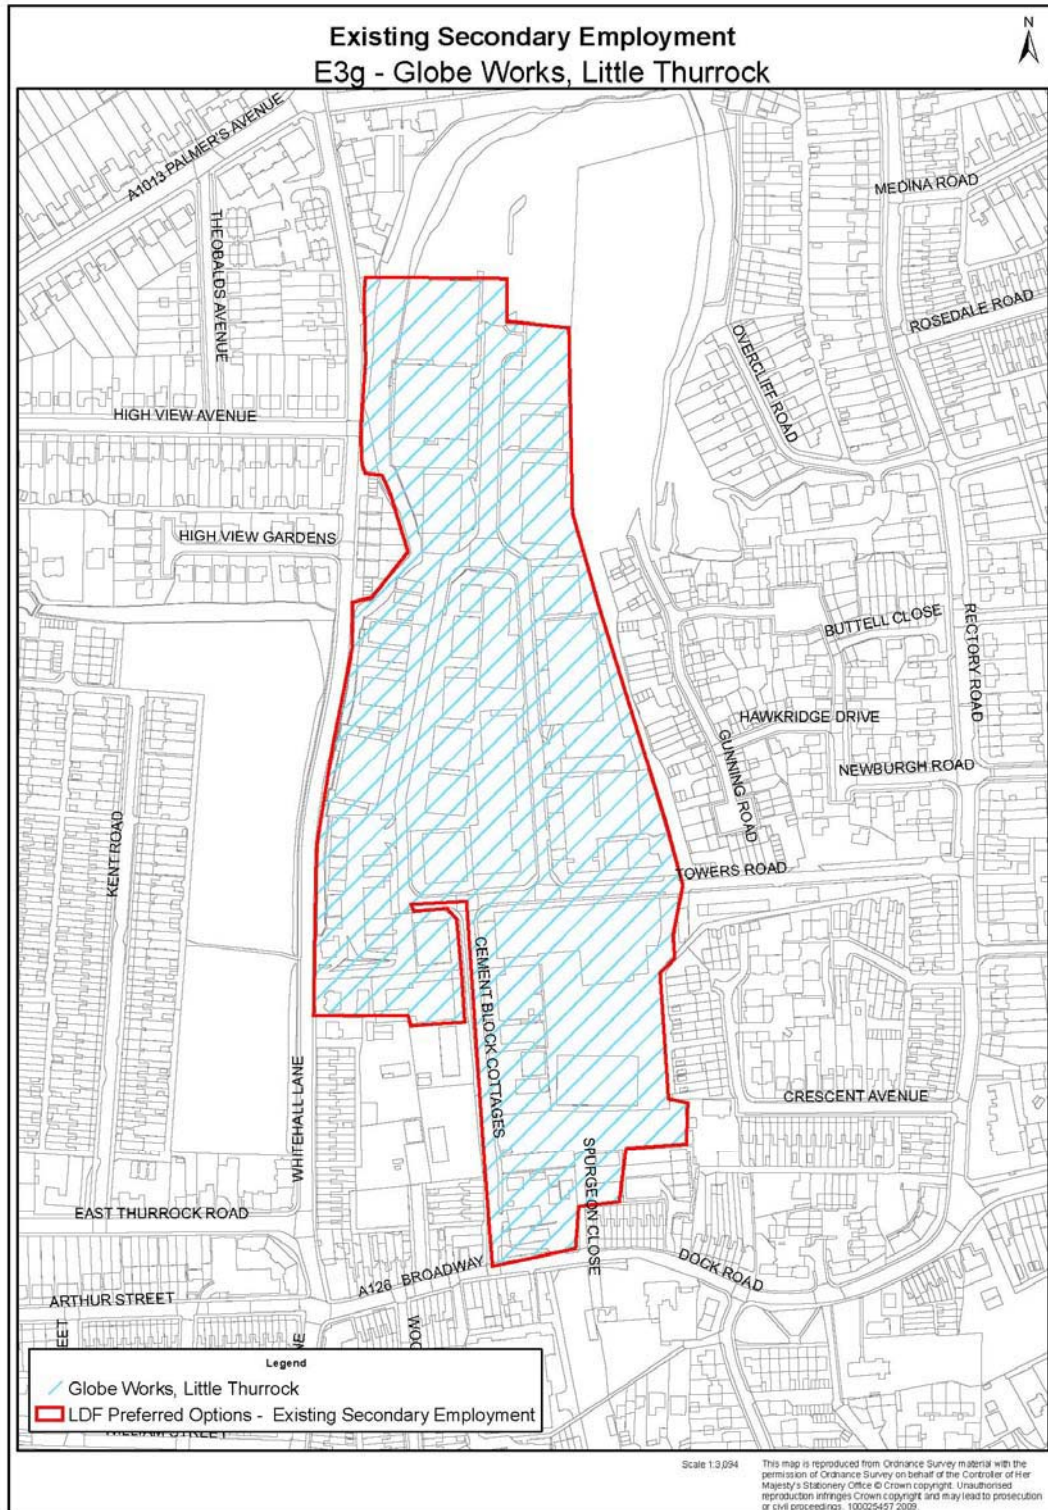 Existing Secondary Employment
E3g - Globe Works, Little Thurrock
N
A1013 PALMER'S AVENUE
THEOBALDS AVENUE
MEDINA ROAD
ROSEDALE ROAD
OVERCLIFF ROAD
HIGH VIEW AVENUE
HIGH VIEW GARDENS
BUTTELL CLOSE
RECTORY ROAD
HAWKRIDGE DRIVE
GUNNING ROAD
NEWBURGH ROAD
KENT ROAD
TOWERS ROAD
CEMENT BLOCK COTTAGES
WHITEHALL LANE
CRESCENT AVENUE
SPURGEON CLOSE
EAST THURROCK ROAD
DOCK ROAD
A126 BROADWAY
ARTHUR STREET
Legend
Globe Works, Little Thurrock
LDF Preferred Options - Existing Secondary Employment
Scale 1:3,094
This map is reproduced from Ordnance Survey material with the
permission of Ordnance Survey on behalf of the Controller of Her
Majesty's Stationery Office © Crown copyright. Unauthorised
reproduction infringes Crown copyright and may lead to prosecution
or civil proceedings. 100025457 2009.